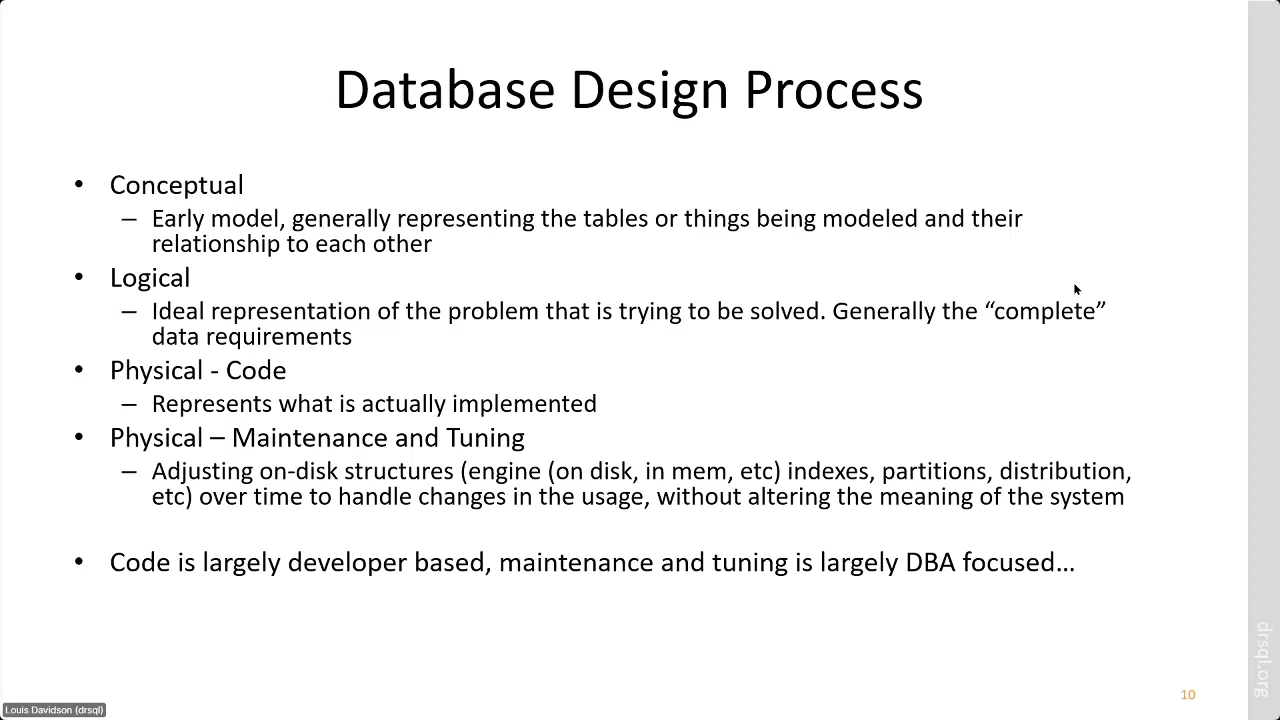 Database Design Process
• Conceptual
– Early model, generally representing the tables or things being modeled and their
relationship to each other
• Logical
– Ideal representation of the problem that is trying to be solved. Generally the “complete”
data requirements
• Physical - Code
– Represents what is actually implemented
• Physical – Maintenance and Tuning
– Adjusting on-disk structures (engine (on disk, in mem, etc) indexes, partitions, distribution,
etc) over time to handle changes in the usage, without altering the meaning of the system
• Code is largely developer based, maintenance and tuning is largely DBA focused…
drsql.org
10
Louis Davidson (drsql)